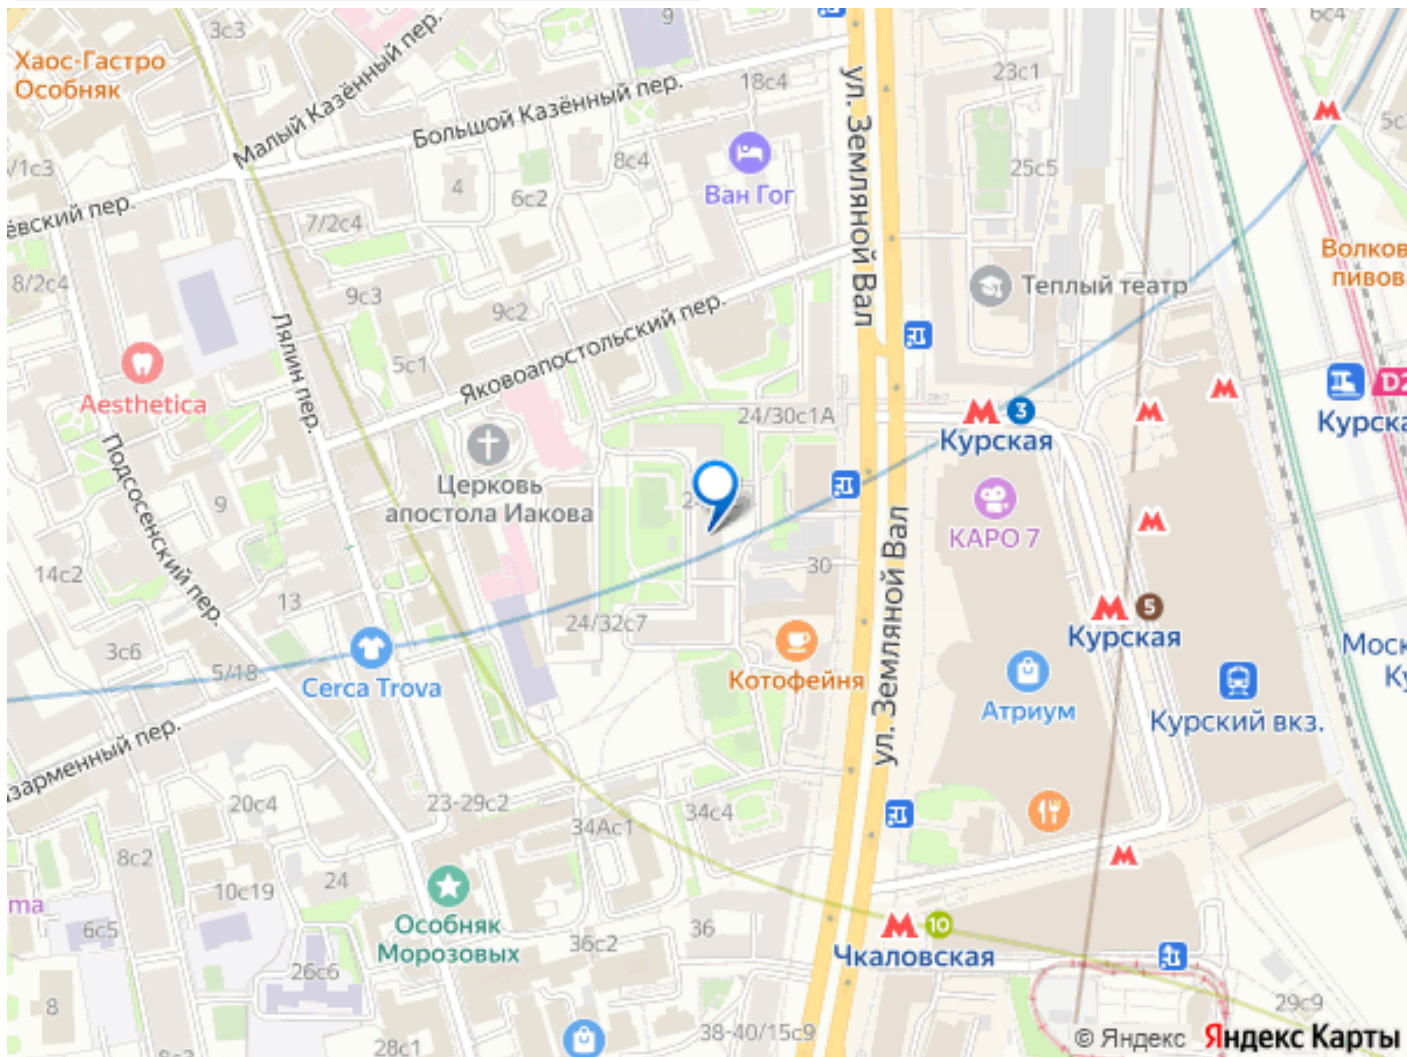 3с3
9
6с4
Хаос-Гастро
Особняк
Малый Казённый пер.
Большой Казённый пер.
18с4
ул. Земляной Вал
23с1
5с
/1с3
4
6с2
8с4
Ван Гог
25с5
ёвский пер.
7/2с4
8/2с4
9с3
9с2
Яковоапостольский пер.
Теплый театр
Волков
пивова
Лялин пер.
5с1
Aesthetica
24/30с1А
3
Курская
D2
Курска
Подсосенский пер.
9
Церковь
апостола Иакова
КАРО 7
ул. Земляной Вал
14с2
13
30
5
Курская
24/32с7
3с6
5/18
Cerca Trova
Котофейня
Атриум
Курский вкз.
Моск
Ку
зарменный пер.
20с4
23-29с2
34Ас1
34с4
8с2
10с19
24
ma
6с5
Особняк
Морозовых
36с2
36
10
Чкаловская
26с6
8
29с9
28с1
38-40/15с9
© Яндекс Яндекс Карты